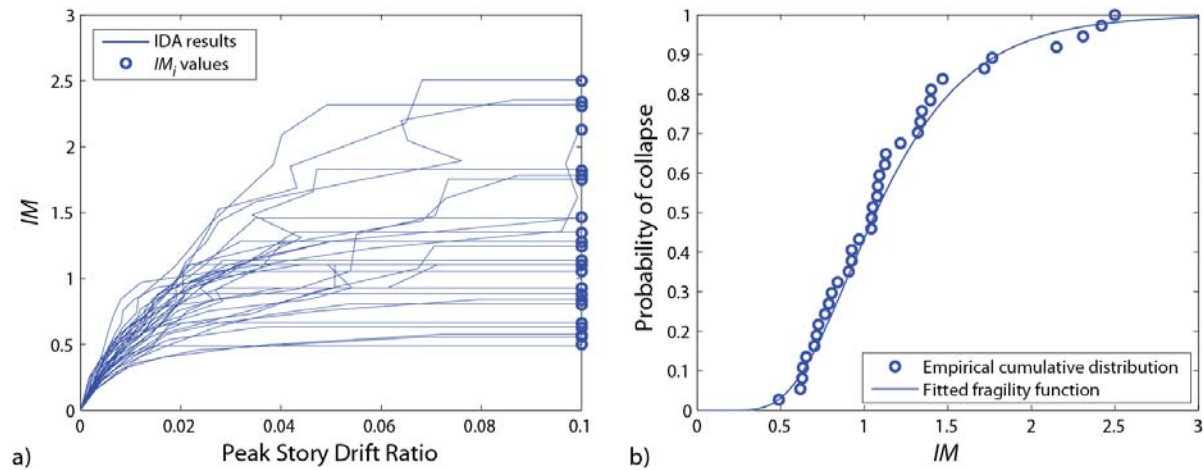 3
2.5
2
1.5
1
0.5
0
IM
IDA results
IMi values
0 0.02 0.04 0.06 0.08 0.1
Peak Story Drift Ratio
a)
1
0.9
0.8
0.7
0.6
0.5
0.4
0.3
0.2
0.1
0
Probability of collapse
Empirical cumulative distribution
Fitted fragility function
0 0.5 1 1.5 2 2.5 3
IM
b)